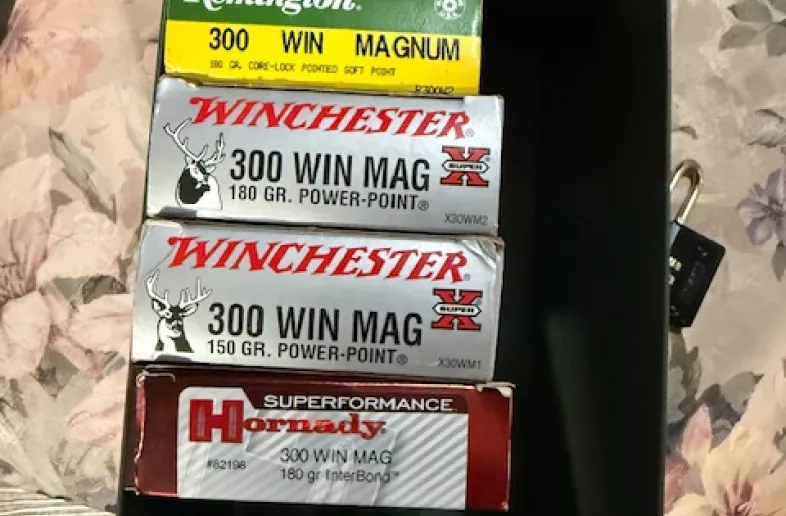 Remington.
300 WIN MAGNUM
180 GR. CORE-LOCK POINTED SOFT POINT
R300W2
WINCHESTER®
300 WIN MAG
SUPER X
180 GR. POWER-POINT®
X30WM2
WINCHESTER®
300 WIN MAG
SUPER X
150 GR. POWER-POINT®
X30WM1
SUPERFORMANCE
Hornady.
#82198
300 WIN MAG
180 gr InterBond™